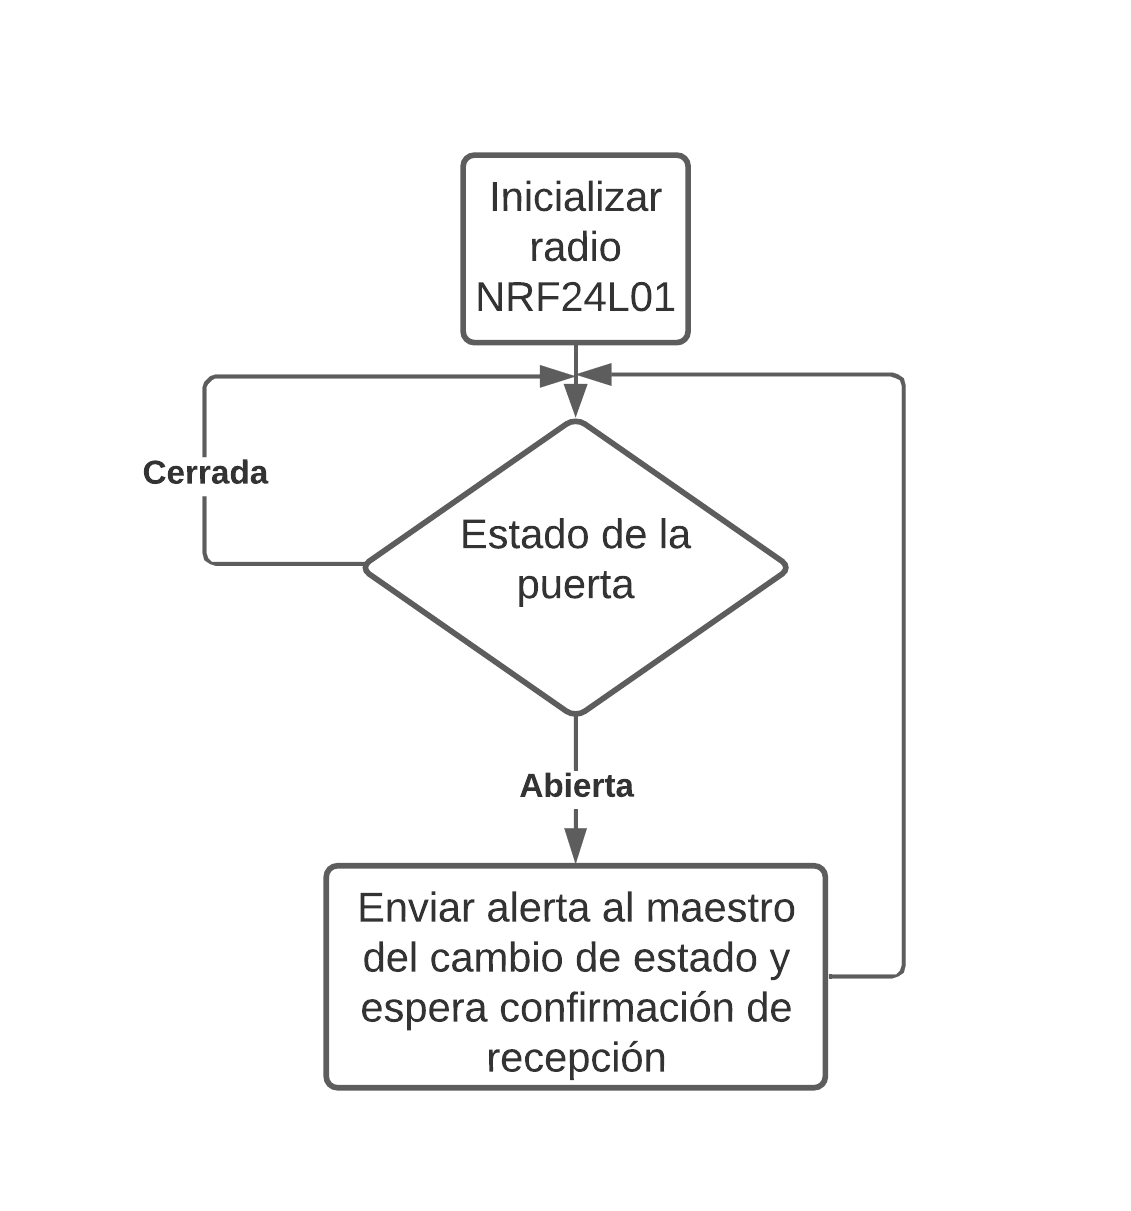 Inicializar
radio
NRF24L01
Cerrada
Estado de la
puerta
Abierta
Enviar alerta al maestro
del cambio de estado y
espera confirmación de
recepción